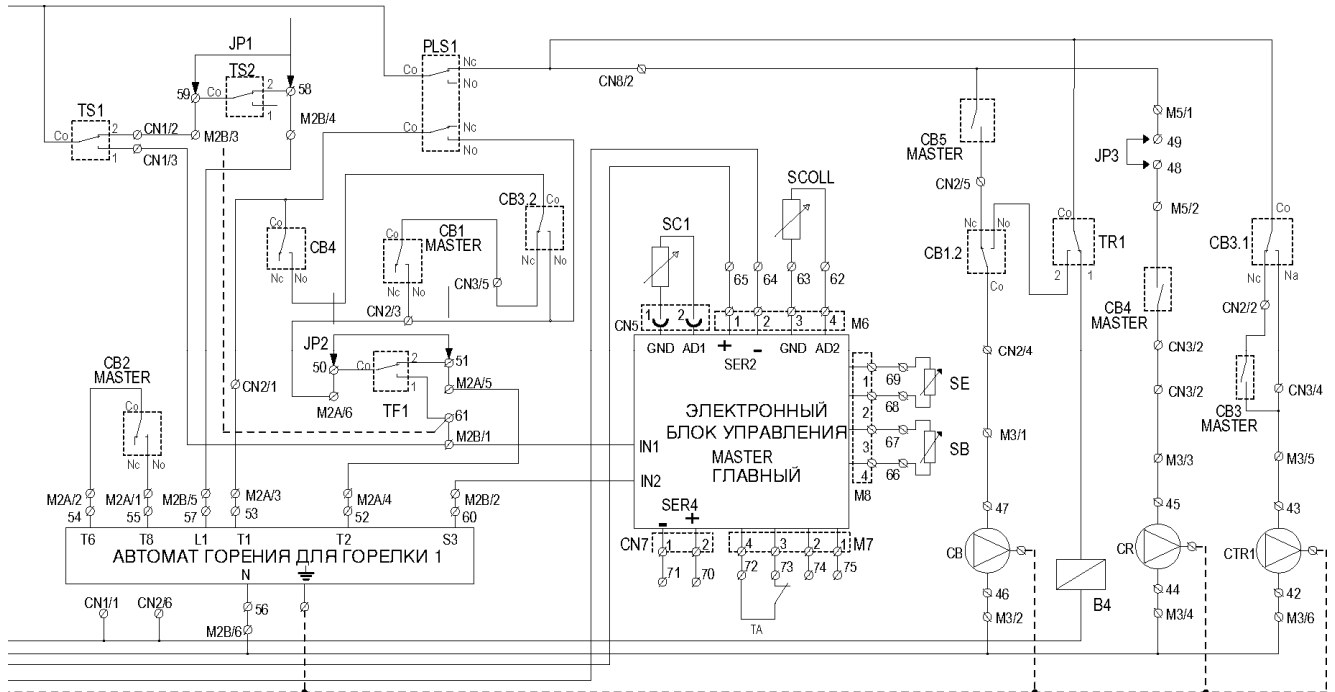 JP1
PLS1
TS2
Co
Nc
No
CN8/2
59
Co
2
1
58
TS1
Co
2
1
CN1/2
CN1/3
M2B/3
M2B/4
Co
Nc
No
M5/1
49
JP3
48
M5/2
CB5
MASTER
CN2/5
SCOLL
SC1
CB3.2
Co
Nc
No
Co
CB4
Nc
No
Co
CB1
MASTER
Nc
No
CN3/5
CN2/3
Nc
No
CB1.2
Co
Co
TR1
2
1
Co
CB3.1
Nc
Na
CN2/2
65
64
63
62
CB4
MASTER
CN5
1
2
1
2
3
4
M6
GND
AD1
+
-
SER2
GND
AD2
JP2
50
Co
2
1
51
M2A/5
M2A/6
TF1
61
M2B/1
CB2
MASTER
Co
Nc
No
CN2/1
CN2/4
CN3/2
CN3/2
CB3
MASTER
CN3/4
1
2
3
4
69
68
67
66
SE
SB
M8
ЭЛЕКТРОННЫЙ
БЛОК УПРАВЛЕНИЯ
MASTER
ГЛАВНЫЙ
IN1
IN2
SER4
-
+
M3/1
M3/3
M3/5
M2A/2
M2A/1
M2B/5
M2A/3
M2A/4
M2B/2
54
55
57
53
52
60
T6
T8
L1
T1
T2
S3
АВТОМАТ ГОРЕНИЯ ДЛЯ ГОРЕЛКИ 1
N
CN7
1
2
4
3
2
1
M7
71
70
72
73
74
75
TA
47
45
43
CB
CR
CTR1
B4
46
44
42
M3/2
M3/4
M3/6
CN1/1
CN2/6
56
M2B/6